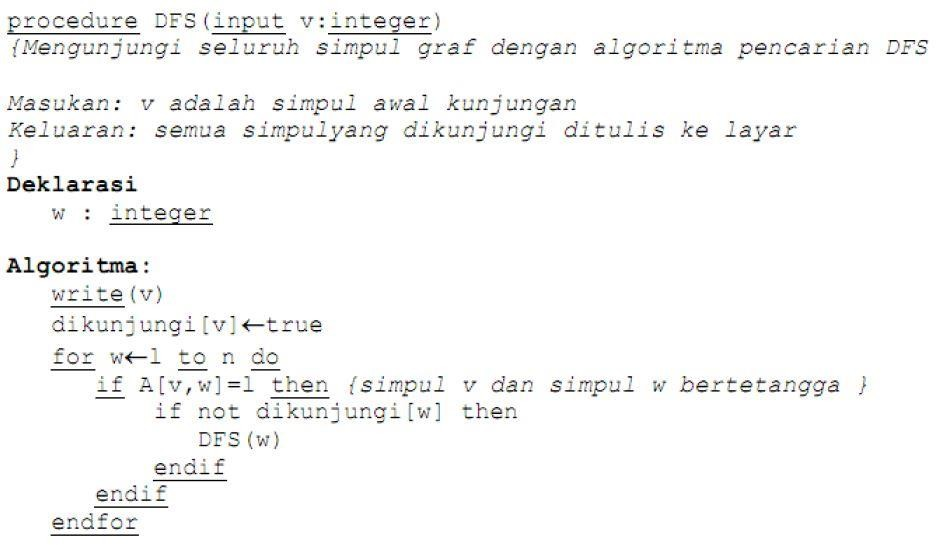 procedure DFS(input v:integer)
{Mengunjungi seluruh simpul graf dengan algoritma pencarian DFS
Masukan: v adalah simpul awal kunjungan
Keluaran: semua simpulyang dikunjungi ditulis ke layar
}
Deklarasi
w : integer
Algoritma:
write(v)
dikunjungi[v]←true
for w←1 to n do
if A[v,w]=1 then {simpul v dan simpul w bertetangga }
if not dikunjungi[w] then
DFS(w)
endif
endif
endfor